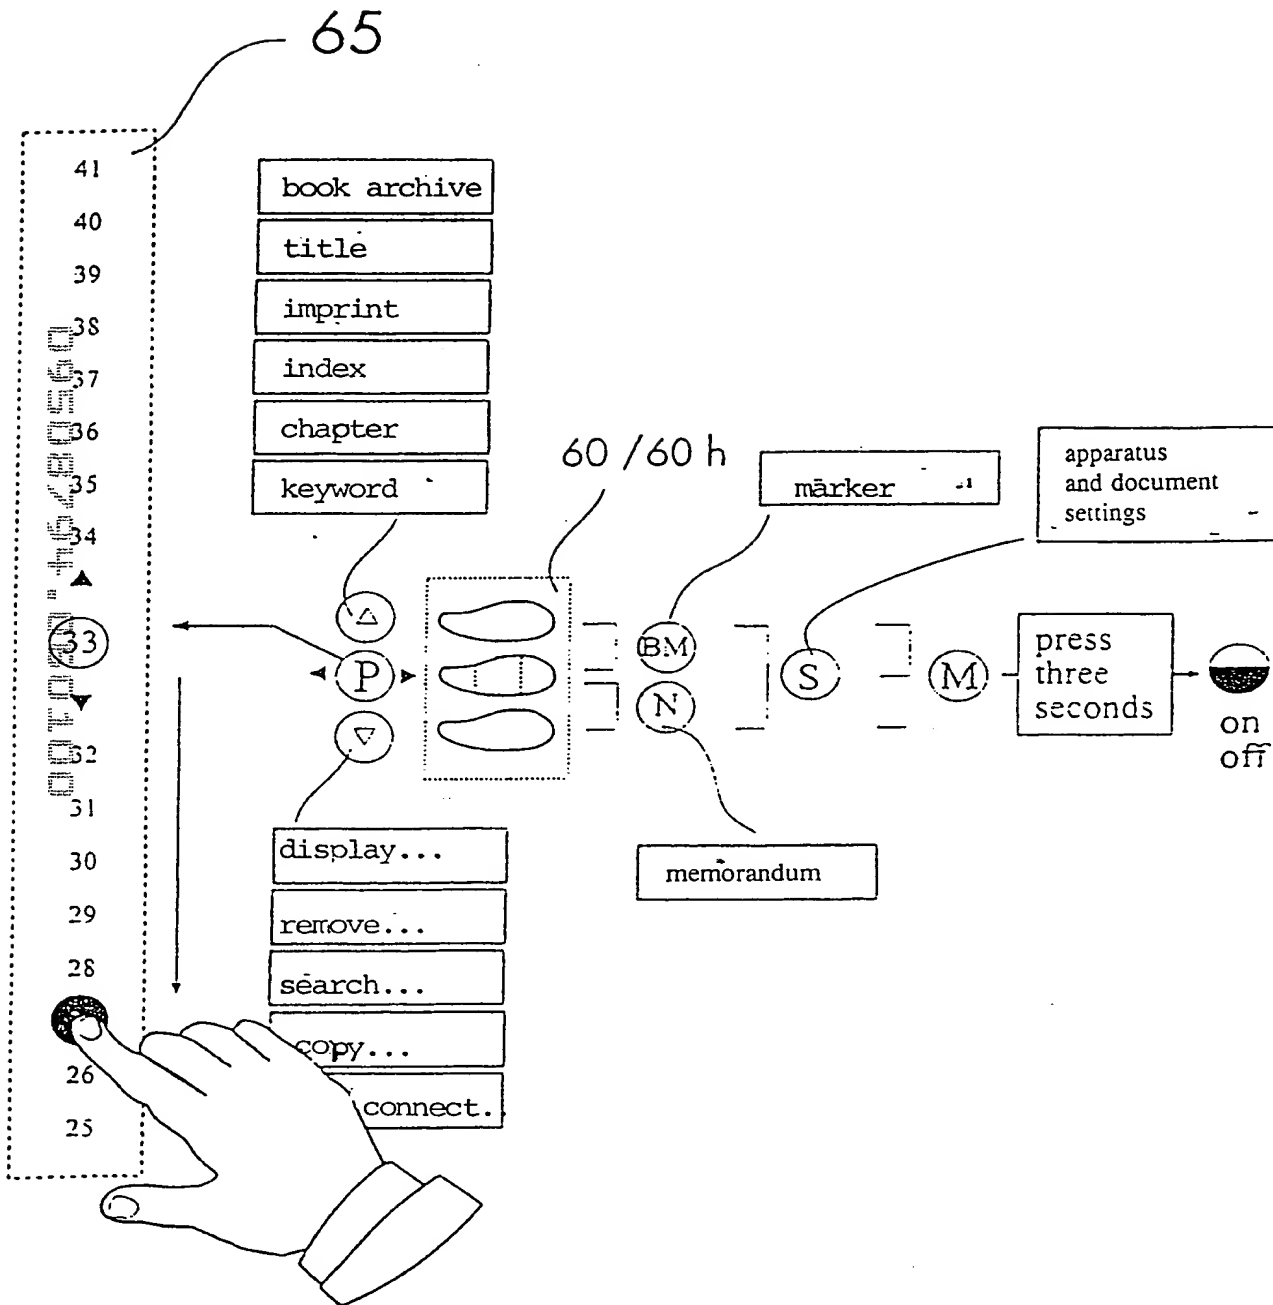 65
41
40
39
38
37
36
35
34
33
32
31
30
29
28
26
25
09508794.040100
book archive
title
imprint
index
chapter
keyword
△
P
▽
display...
remove...
search...
copy...
connect.
60/60 h
marker
BM
N
memorandum
apparatus
and document
settings
S
M
press
three
seconds
on
off